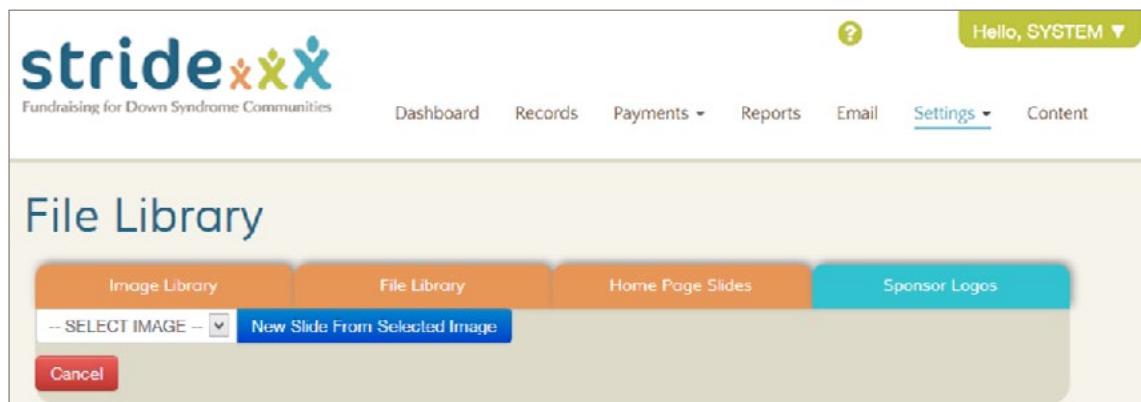 Hello, SYSTEM ▼
stride
Fundraising for Down Syndrome Communities
Dashboard Records Payments Reports Email Settings Content
File Library
Image Library File Library Home Page Slides Sponsor Logos
-- SELECT IMAGE -- New Slide From Selected Image
Cancel